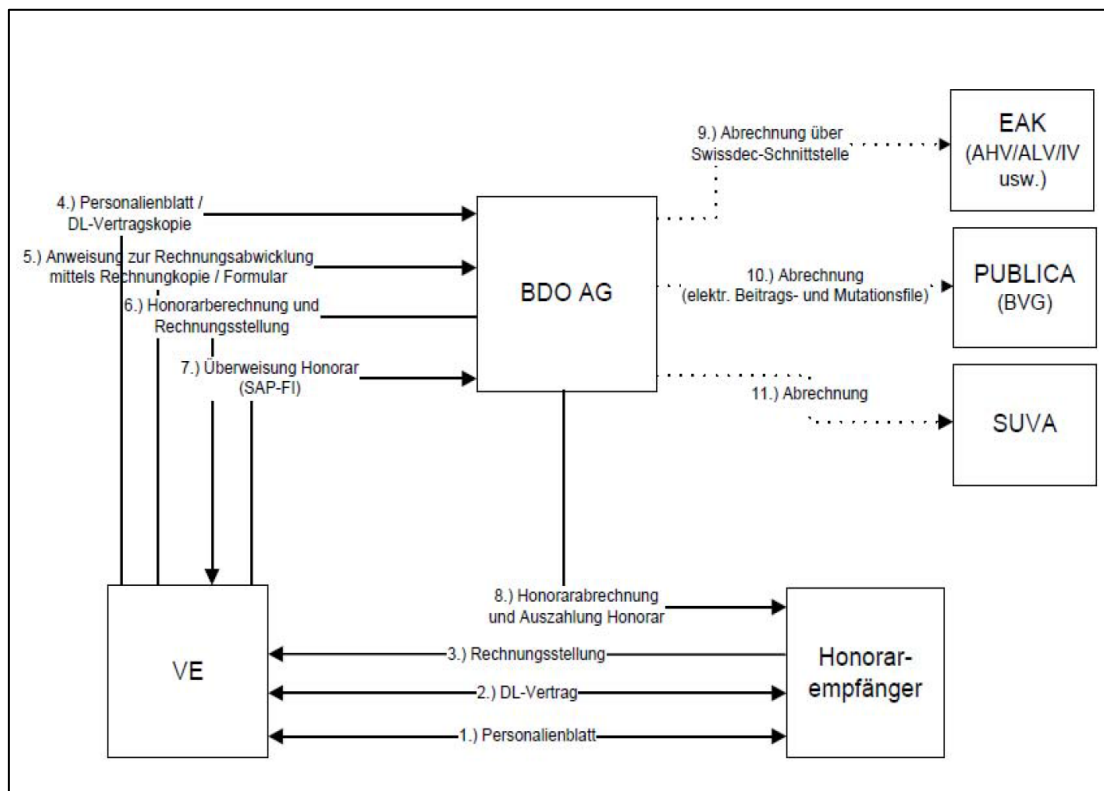 9.) Abrechnung über
Swissdec-Schnittstelle
EAK
(AHV/ALV/IV
usw.)
4.) Personalienblatt /
DL-Vertragskopie
5.) Anweisung zur Rechnungsabwicklung
mittels Rechnungkopie / Formular
6.) Honorarberechnung und
Rechnungsstellung
7.) Überweisung Honorar
(SAP-FI)
BDO AG
10.) Abrechnung
(elektr. Beitrags- und Mutationsfile)
PUBLICA
(BVG)
11.) Abrechnung
SUVA
8.) Honorarabrechnung
und Auszahlung Honorar
3.) Rechnungsstellung
2.) DL-Vertrag
1.) Personalienblatt
VE
Honorar-
empfänger